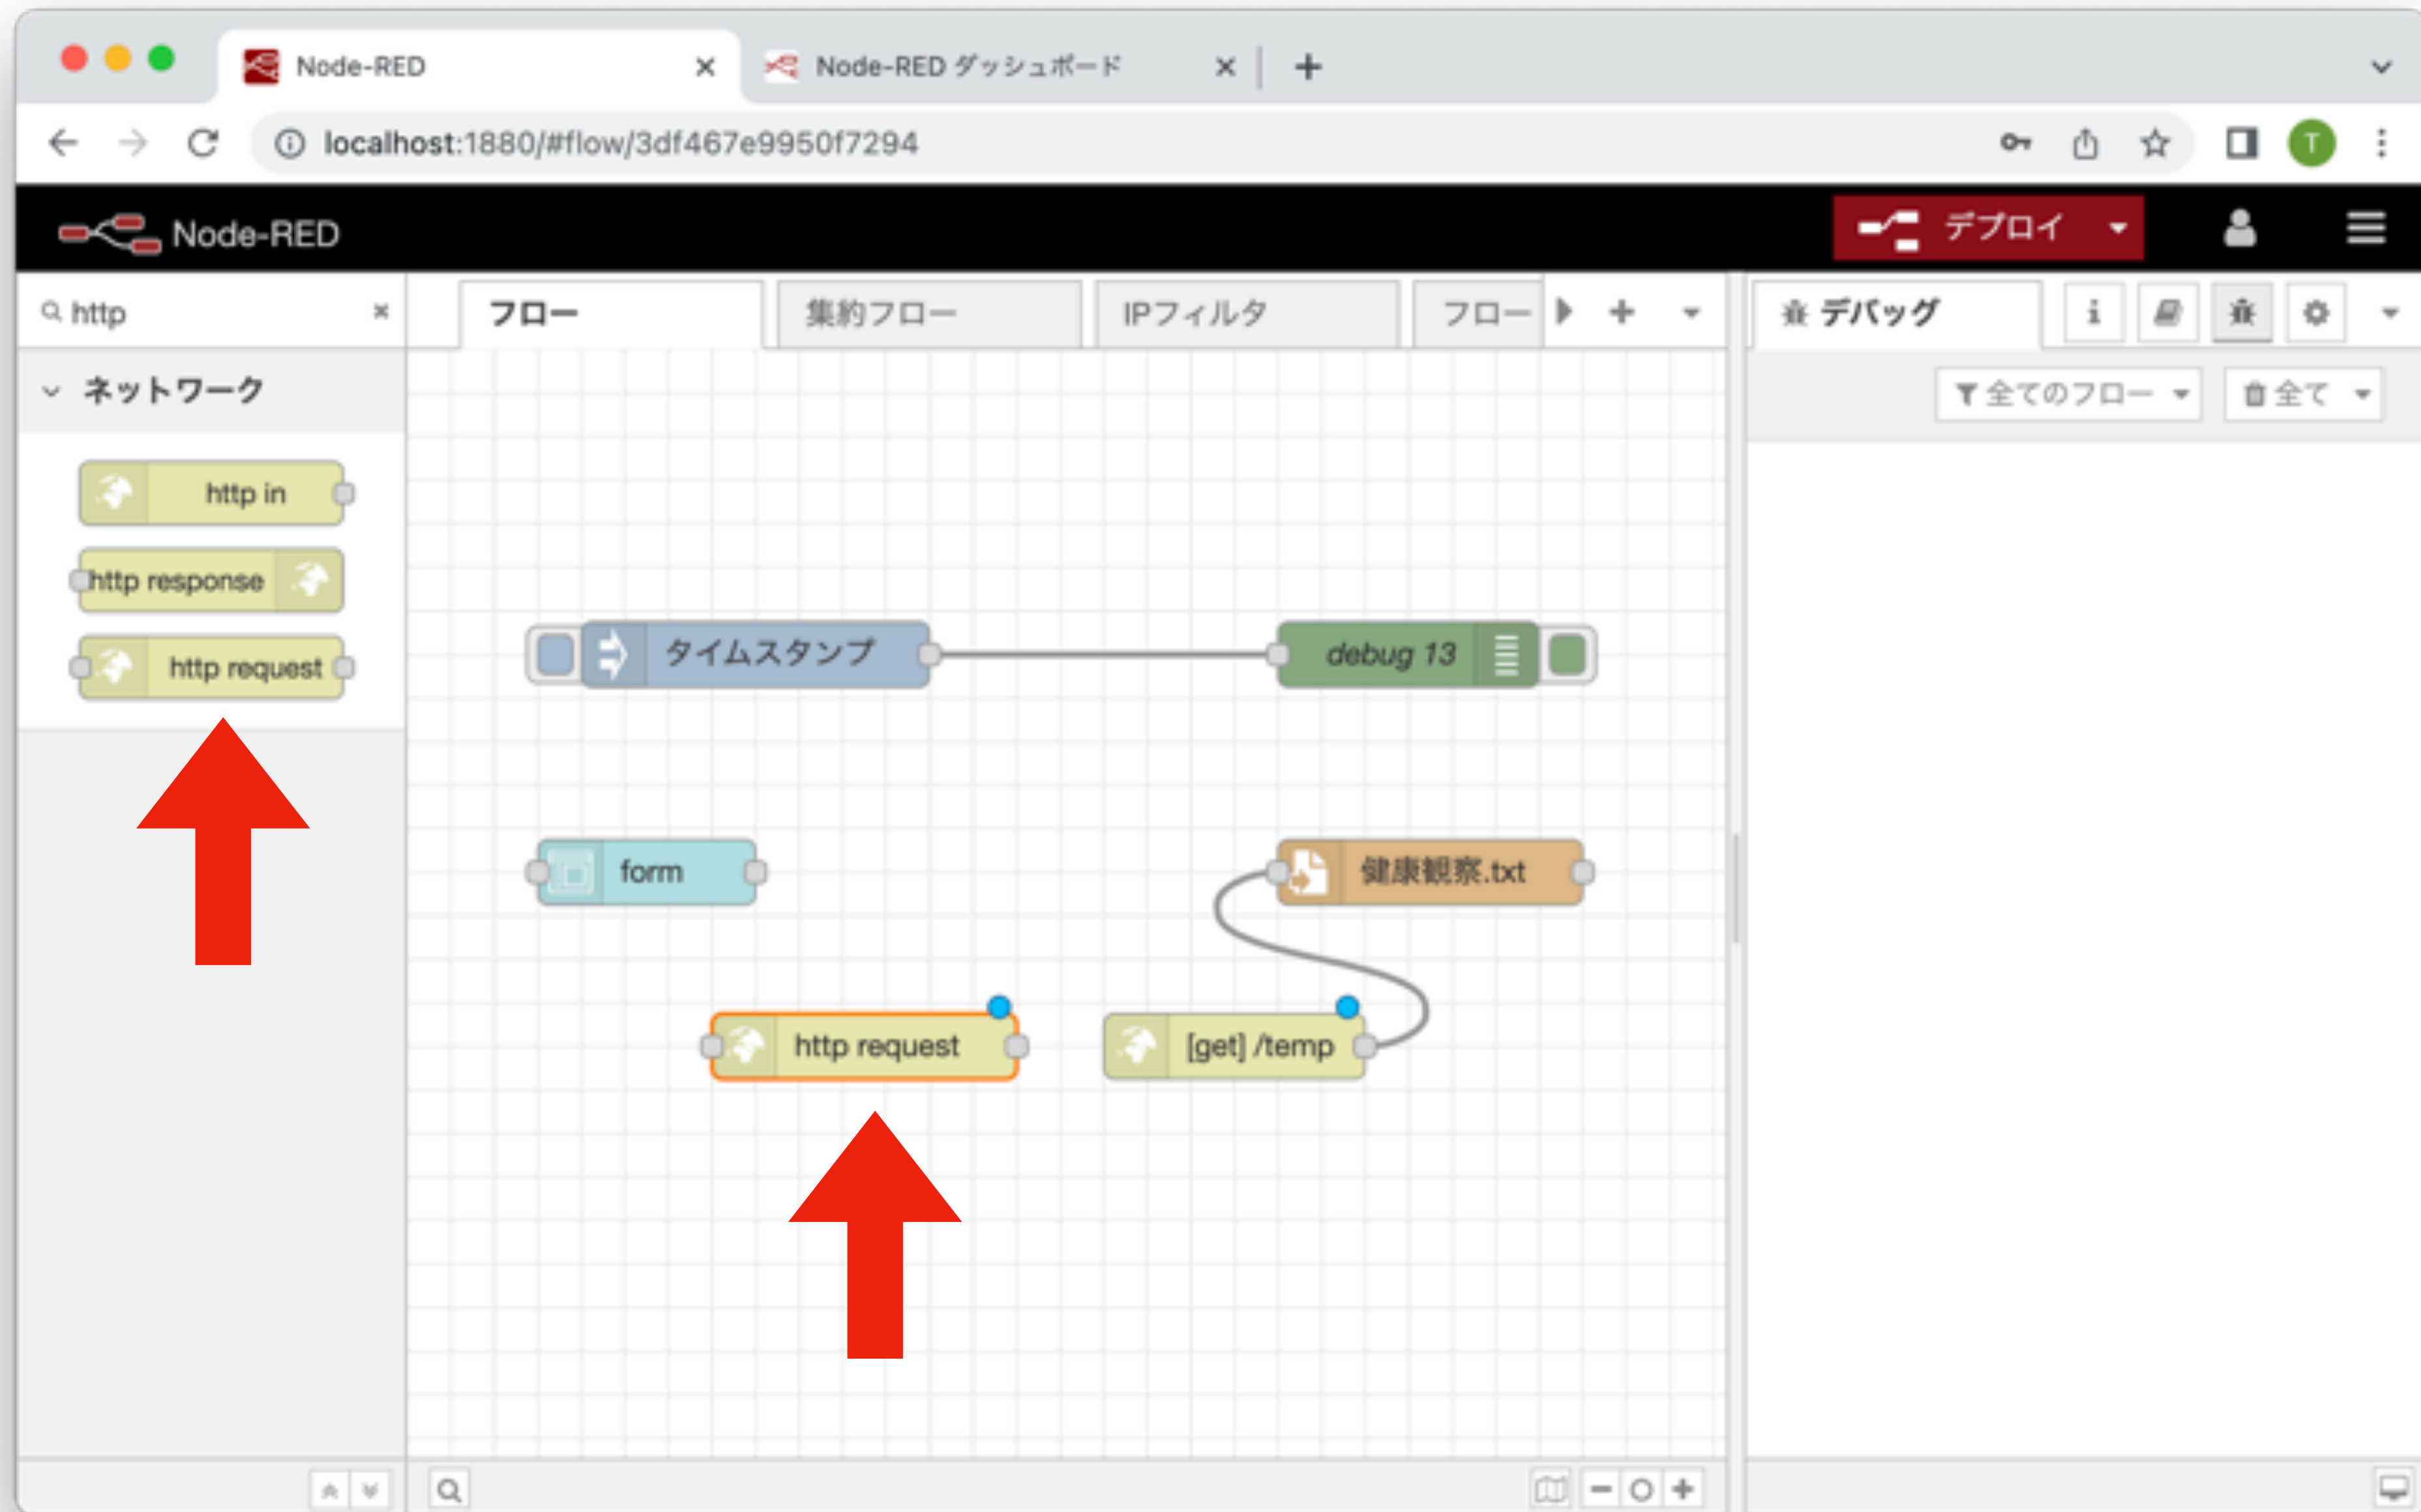 Node-RED
Node-RED ダッシュボード
localhost:1880/#flow/3df467e9950f7294
T
Node-RED
デプロイ
http
フロー
集約フロー
IPフィルタ
フロー
デバッグ
全てのフロー
全て
ネットワーク
http in
http response
http request
タイムスタンプ
debug 13
form
健康観察.txt
http request
[get] /temp